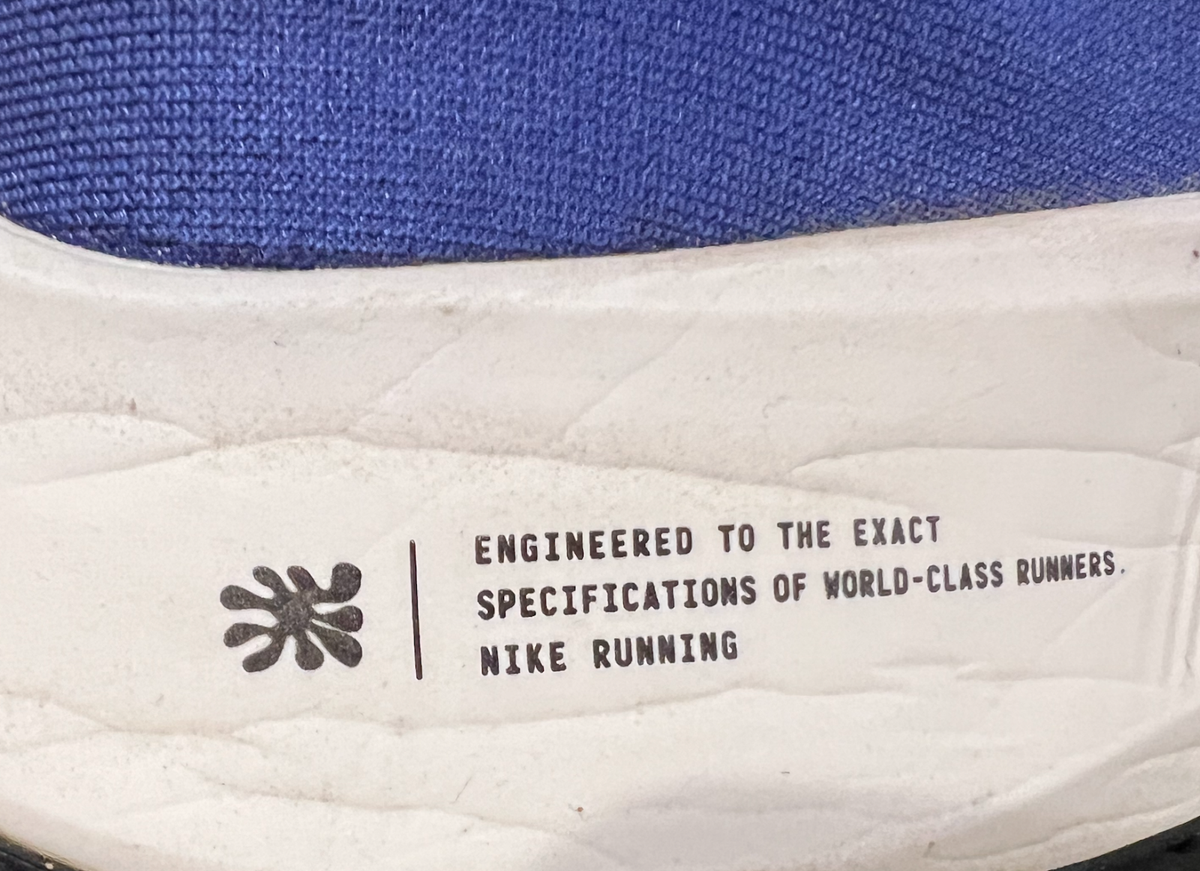 ENGINEERED TO THE EXACT
SPECIFICATIONS OF WORLD-CLASS RUNNERS.
NIKE RUNNING